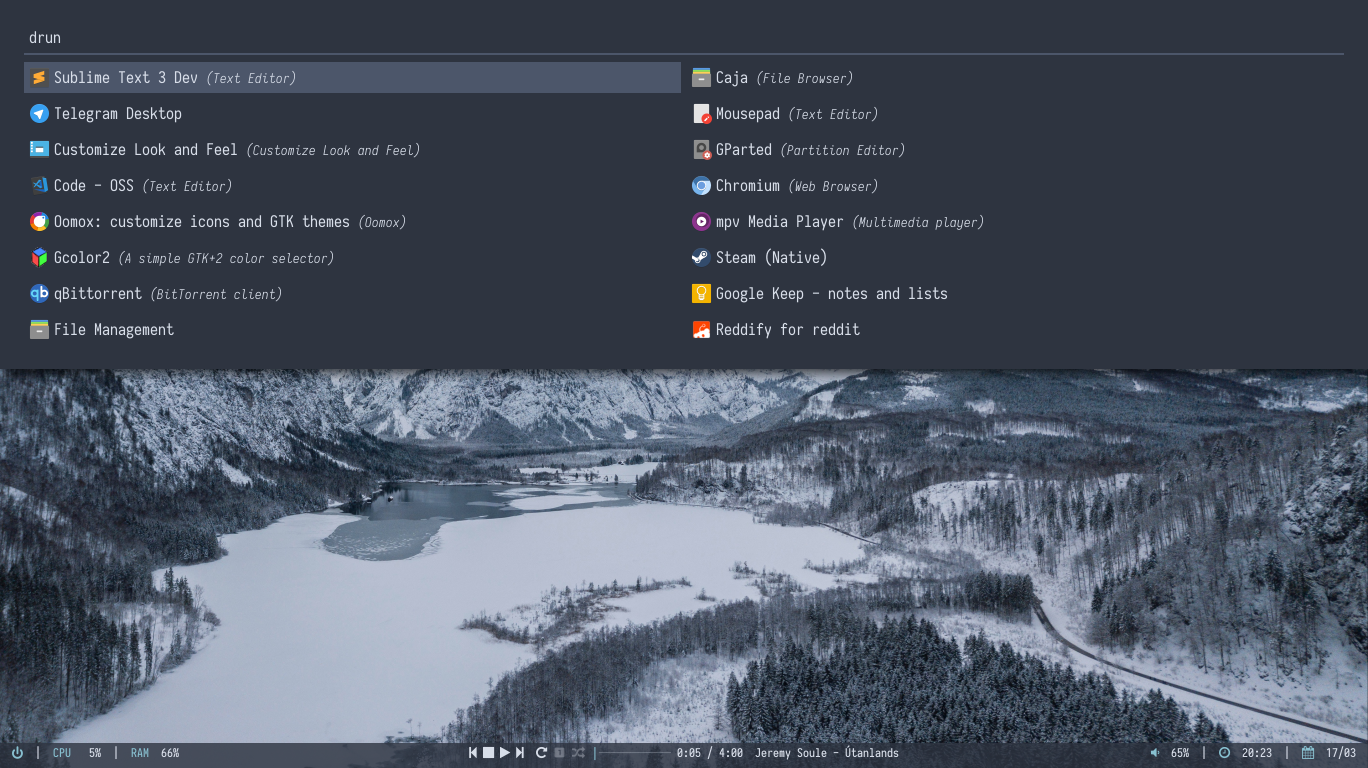 drun
Sublime Text 3 Dev (Text Editor)
Telegram Desktop
Customize Look and Feel (Customize Look and Feel)
Code - OSS (Text Editor)
Oomox: customize icons and GTK themes (Oomox)
Gcolor2 (A simple GTK+2 color selector)
qBittorrent (BitTorrent client)
File Management
Caja (File Browser)
Mousepad (Text Editor)
GParted (Partition Editor)
Chromium (Web Browser)
mpv Media Player (Multimedia player)
Steam (Native)
Google Keep - notes and lists
Reddify for reddit
| CPU 5% | RAM 66% 0:05 / 4:00 Jeremy Soule - Útanlands 65% | 20:23 | 17/03